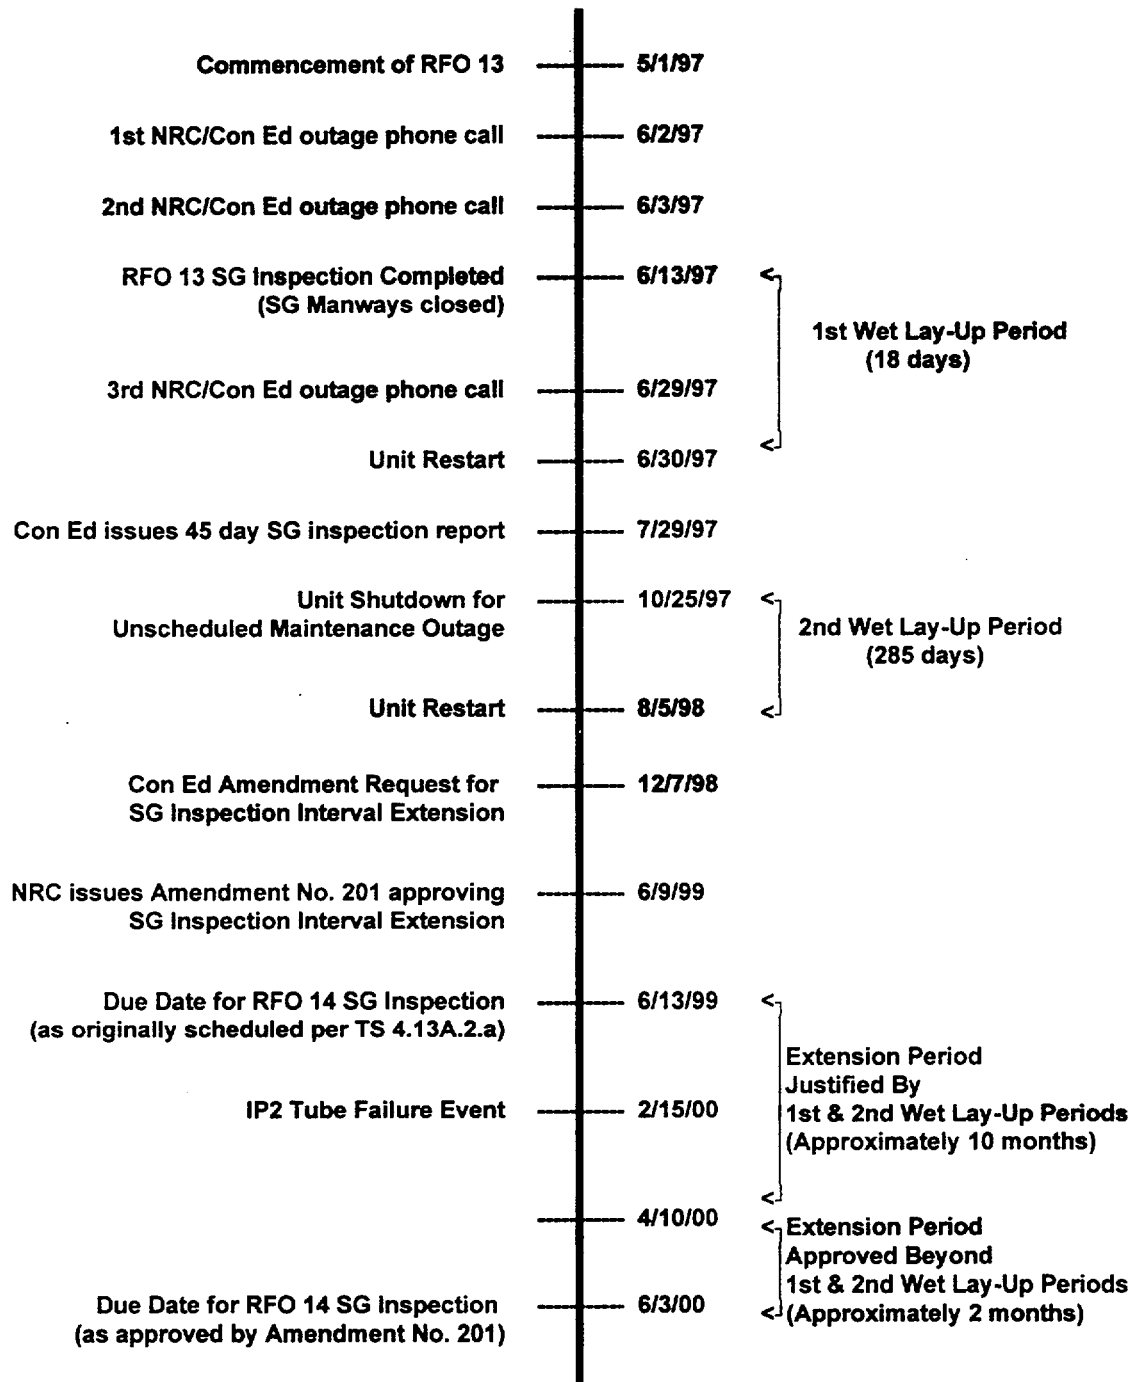 Commencement of RFO 13 5/1/97
1st NRC/Con Ed outage phone call 6/2/97
2nd NRC/Con Ed outage phone call 6/3/97
RFO 13 SG Inspection Completed 6/13/97
(SG Manways closed)
1st Wet Lay-Up Period
(18 days)
3rd NRC/Con Ed outage phone call 6/29/97
Unit Restart 6/30/97
Con Ed issues 45 day SG inspection report 7/29/97
Unit Shutdown for 10/25/97
Unscheduled Maintenance Outage
2nd Wet Lay-Up Period
(285 days)
Unit Restart 8/5/98
Con Ed Amendment Request for 12/7/98
SG Inspection Interval Extension
NRC issues Amendment No. 201 approving 6/9/99
SG Inspection Interval Extension
Due Date for RFO 14 SG Inspection 6/13/99
(as originally scheduled per TS 4.13A.2.a)
Extension Period
Justified By
1st & 2nd Wet Lay-Up Periods
(Approximately 10 months)
IP2 Tube Failure Event 2/15/00
4/10/00
Extension Period
Approved Beyond
1st & 2nd Wet Lay-Up Periods
(Approximately 2 months)
Due Date for RFO 14 SG Inspection 6/3/00
(as approved by Amendment No. 201)